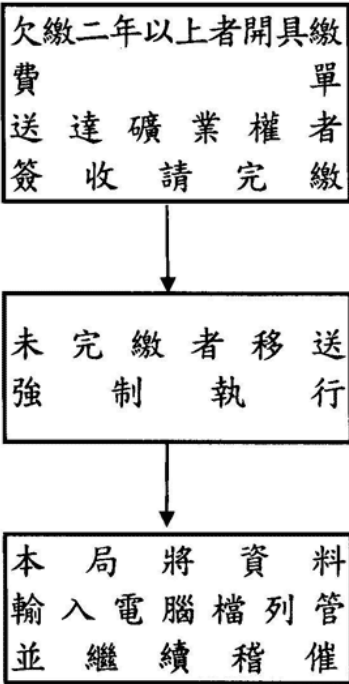 欠繳二年以上者開具繳
費單
送達礦業權者
簽收請完繳
未完繳者移送
強制執行
本局將資料
輸入電腦檔列管
並繼續稽催